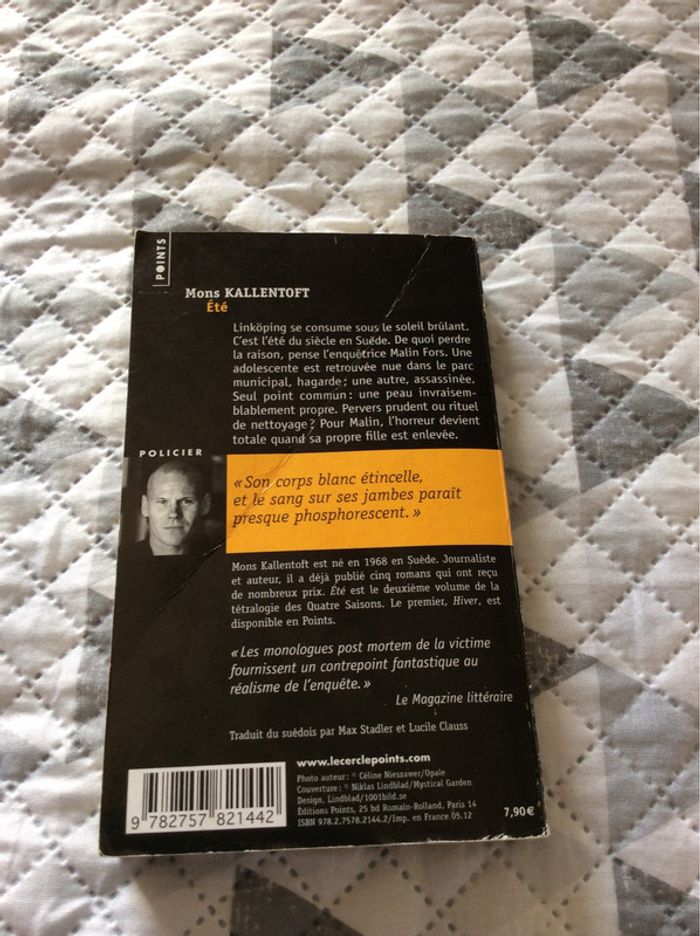 POINTS
Mons KALLENTOFT
Été
Linköping se consume sous le soleil brûlant.
C'est l'été du siècle en Suède. De quoi perdre
la raison, pense l'enquêtrice Malin Fors. Une
adolescente est retrouvée nue dans le parc
municipal, hagarde ; une autre, assassinée.
Seul point commun : une peau invraisem-
blablement propre. Pervers prudent ou rituel
de nettoyage ? Pour Malin, l'horreur devient
totale quand sa propre fille est enlevée.
POLICIER
« Son corps blanc étincelle,
et le sang sur ses jambes paraît
presque phosphorescent. »
Mons Kallentoft est né en 1968 en Suède. Journaliste
et auteur, il a déjà publié cinq romans qui ont reçu
de nombreux prix. Été est le deuxième volume de la
tétralogie des Quatre Saisons. Le premier, Hiver, est
disponible en Points.
« Les monologues post mortem de la victime
fournissent un contrepoint fantastique au
réalisme de l'enquête. »
Le Magazine littéraire
Traduit du suédois par Max Stadler et Lucile Clauss
www.lecerclepoints.com
Photo auteur : © Céline Nieszawer/Opale
Couverture : © Niklas Lindblad/Mystical Garden
Design, Lindblad/1001bild.se
Éditions Points, 25 bd Romain-Rolland, Paris 14
ISBN 978.2.7578.2144.2/Imp. en France 05.12
7,90€
9 782757 821442